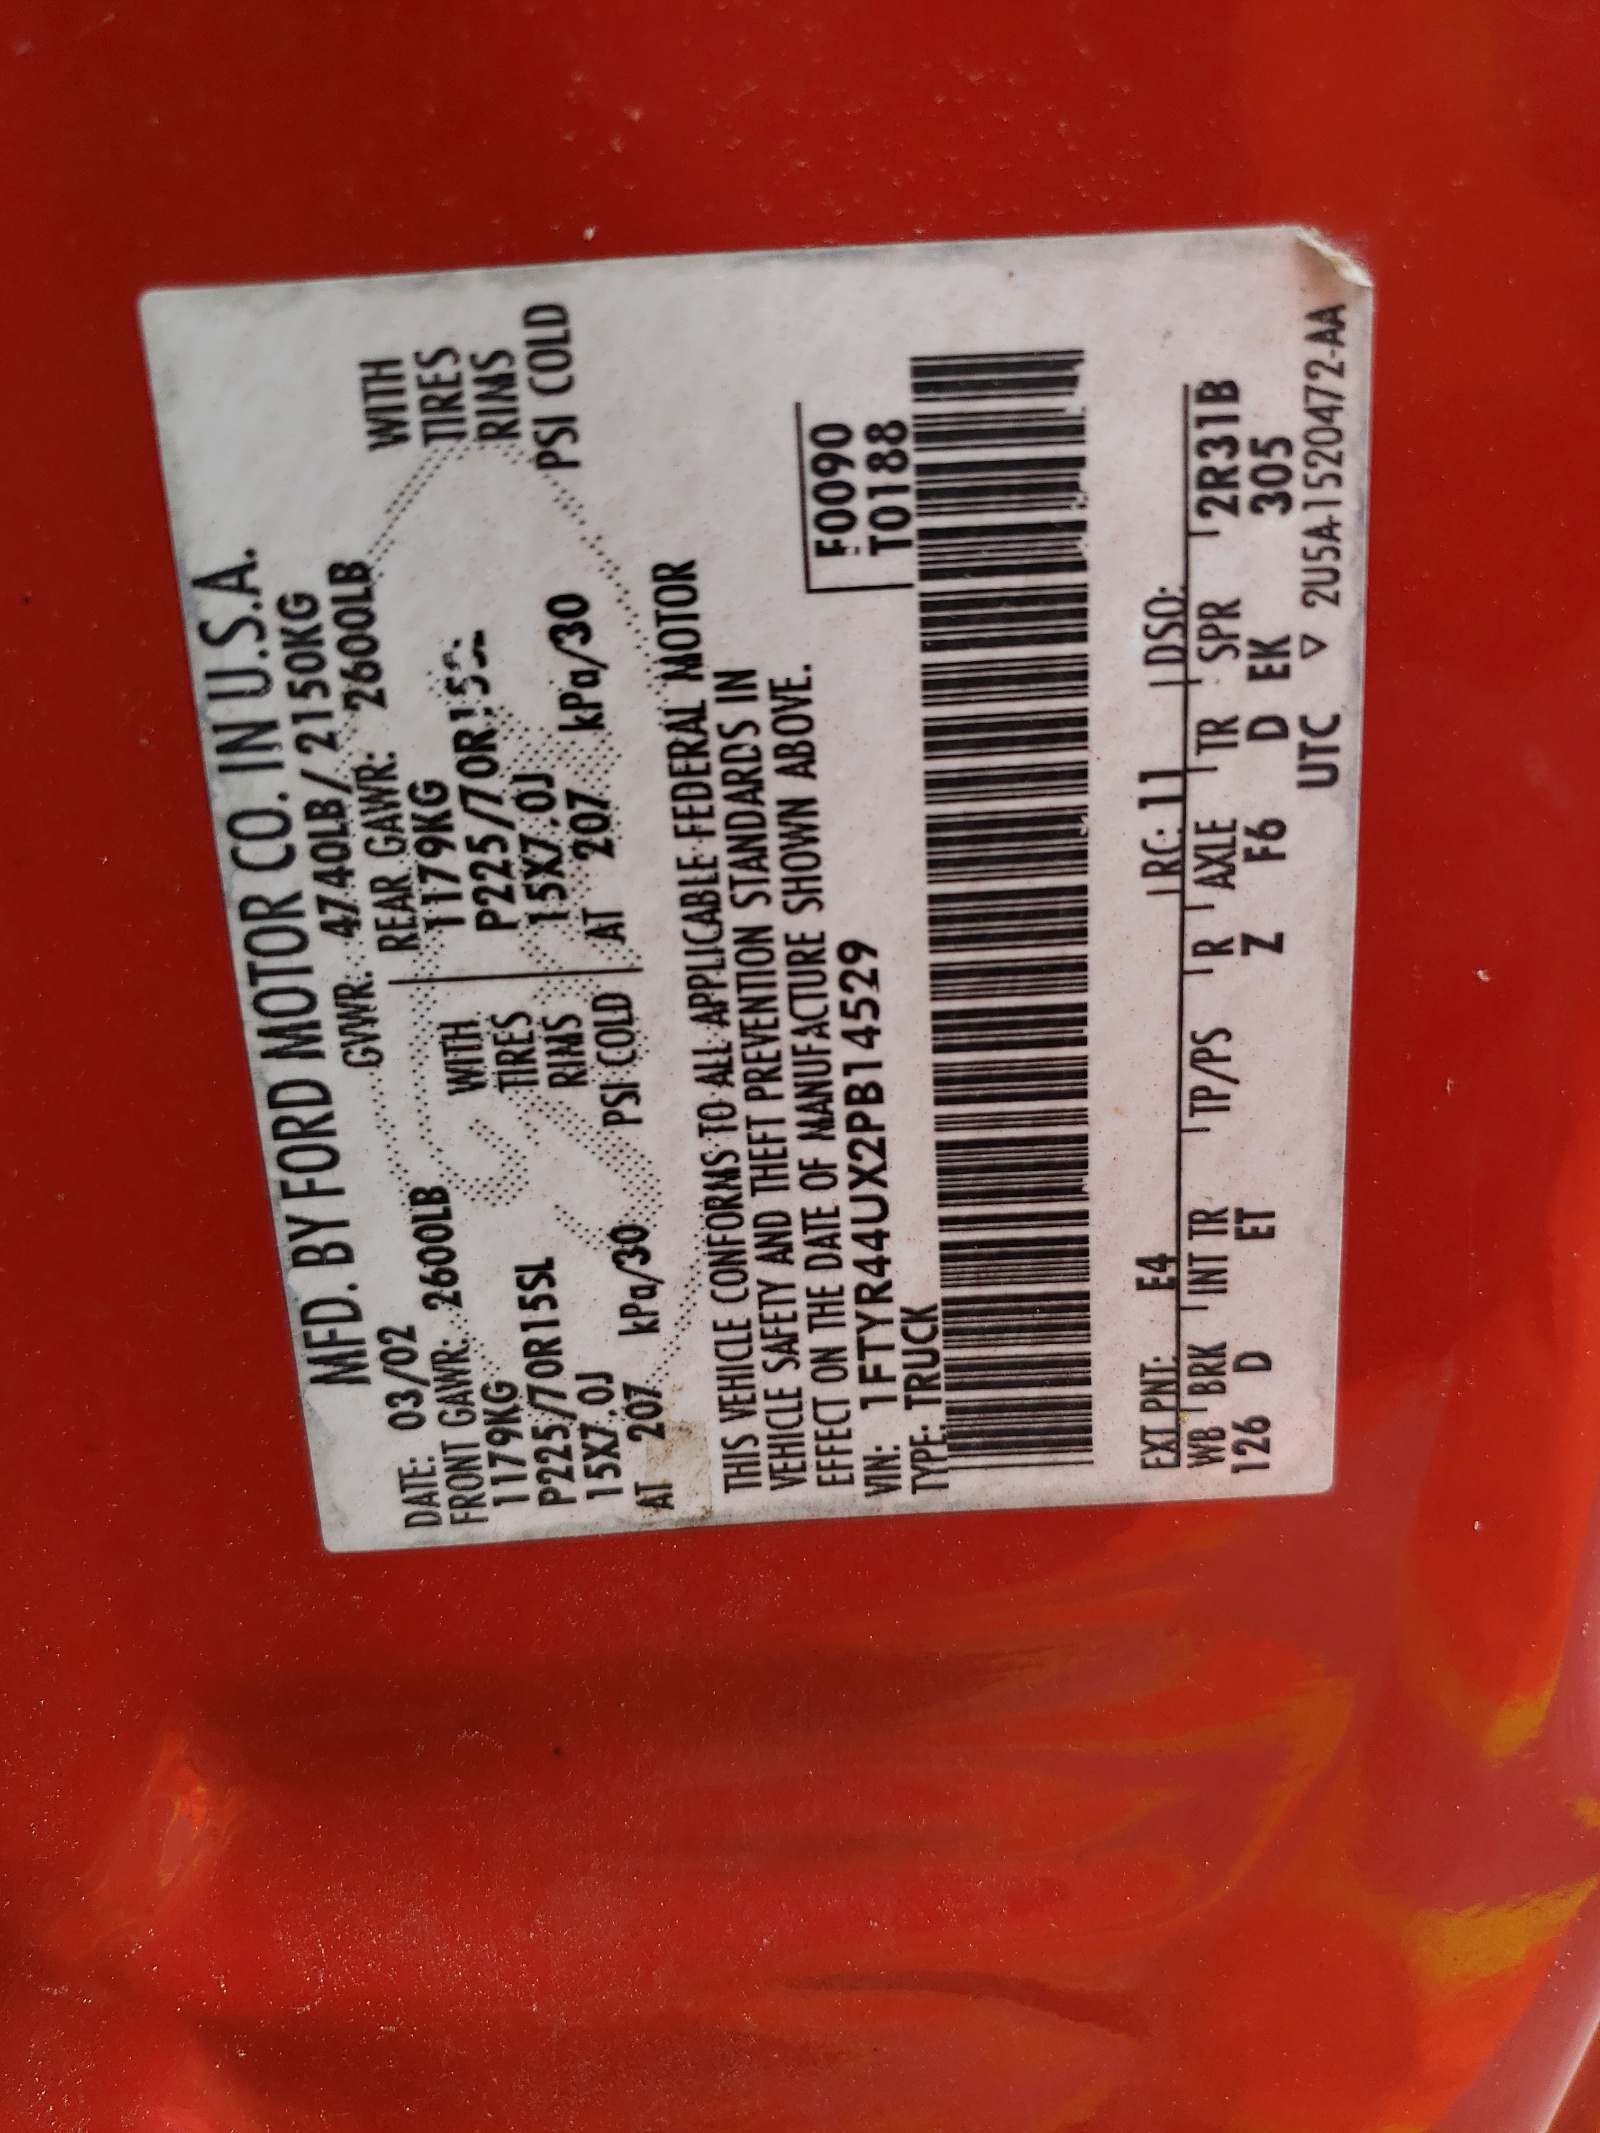 MFD. BY FORD MOTOR CO. IN U.S.A.
DATE: 03/02 GVWR: 4740LB / 2150KG
FRONT GAWR: 2600LB REAR GAWR: 2600LB
1179KG WITH 1179KG WITH
P225/70R15SL TIRES P225/70R15SL TIRES
15X7.0J RIMS 15X7.0J RIMS
AT 207 kPa/30 PSI COLD AT 207 kPa/30 PSI COLD
THIS VEHICLE CONFORMS TO ALL APPLICABLE FEDERAL MOTOR
VEHICLE SAFETY AND THEFT PREVENTION STANDARDS IN
EFFECT ON THE DATE OF MANUFACTURE SHOWN ABOVE.
VIN: 1FTYR44UX2PB14529 F0090
TYPE: TRUCK T0188
EXT PNT: E4 RC: 11 DSO:
WB BRK INT TR TP/PS R AXLE TR SPR 2R31B
126 D ET Z F6 D EK 305
UTC ▽ 2U5A-1520472-AA